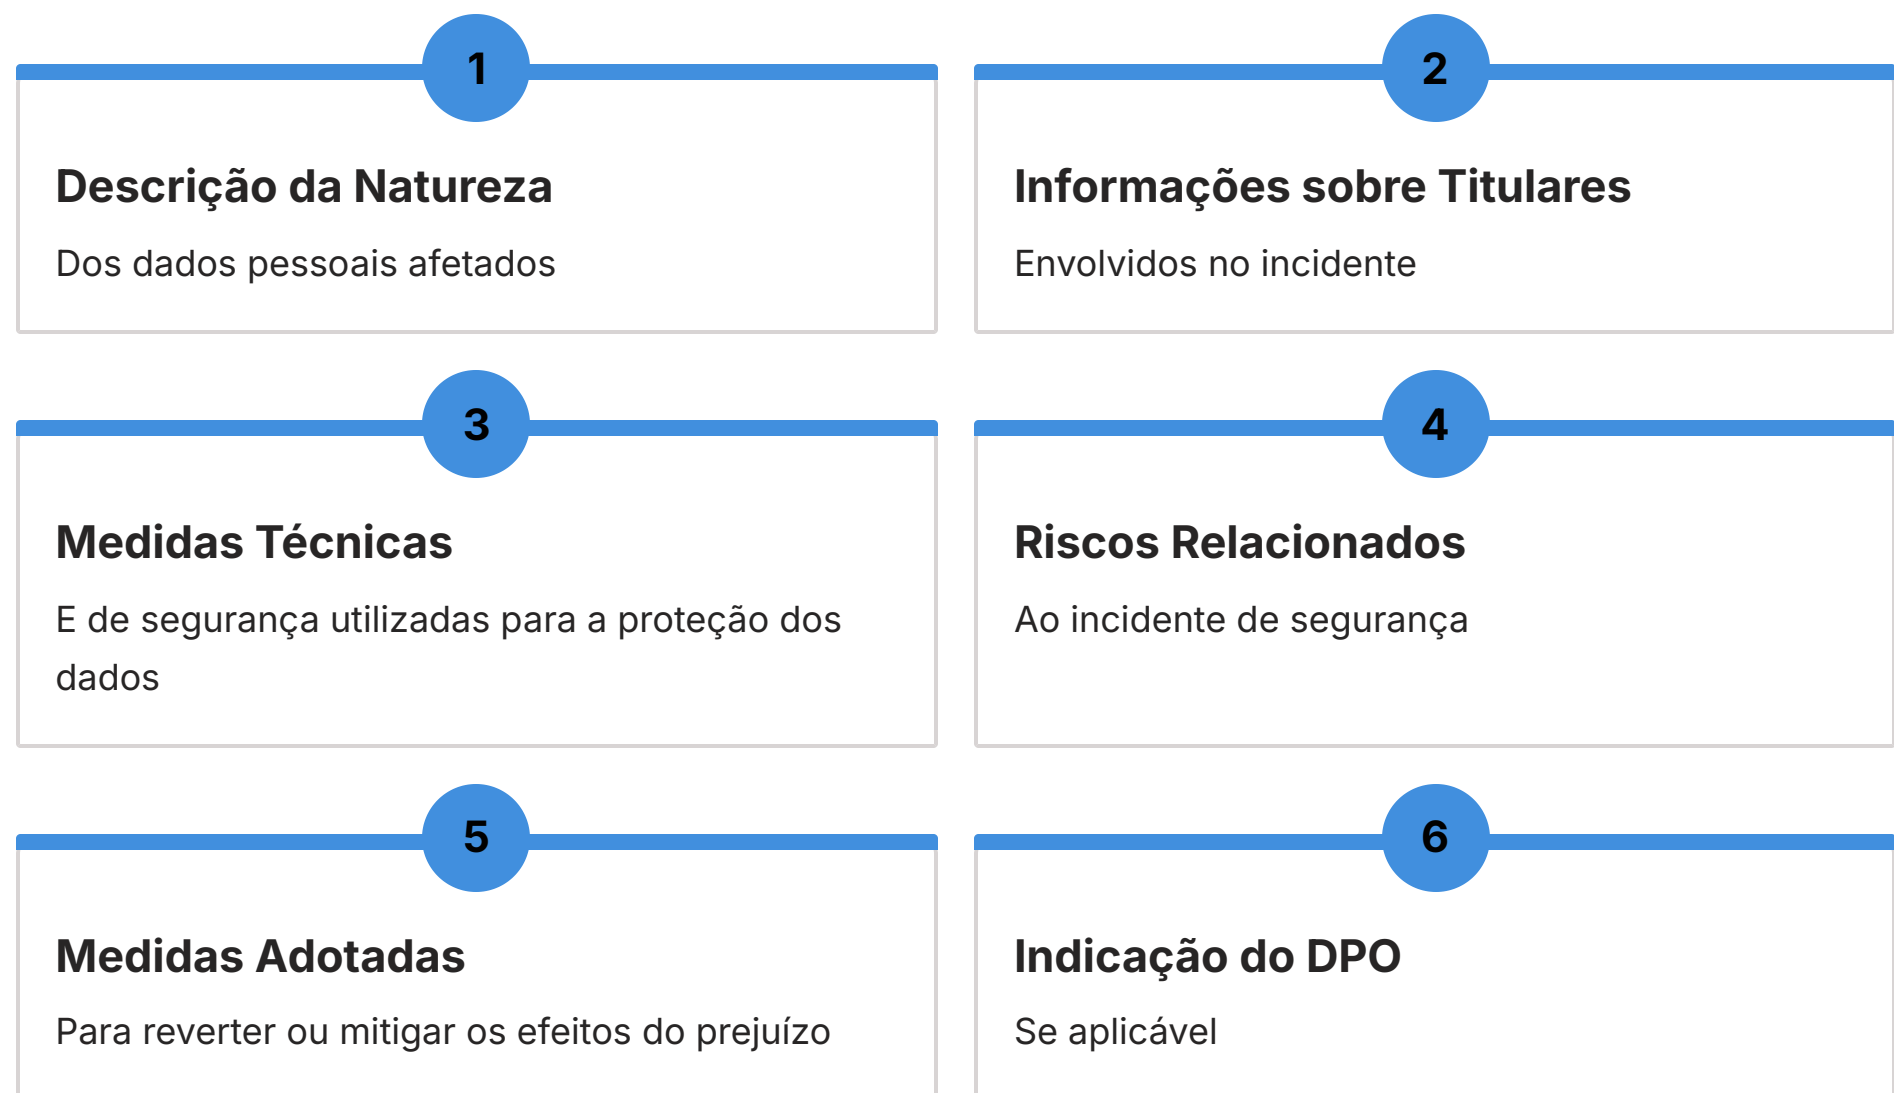 1
Descrição da Natureza
Dos dados pessoais afetados
2
Informações sobre Titulares
Envolvidos no incidente
3
Medidas Técnicas
E de segurança utilizadas para a proteção dos
dados
4
Riscos Relacionados
Ao incidente de segurança
5
Medidas Adotadas
Para reverter ou mitigar os efeitos do prejuízo
6
Indicação do DPO
Se aplicável